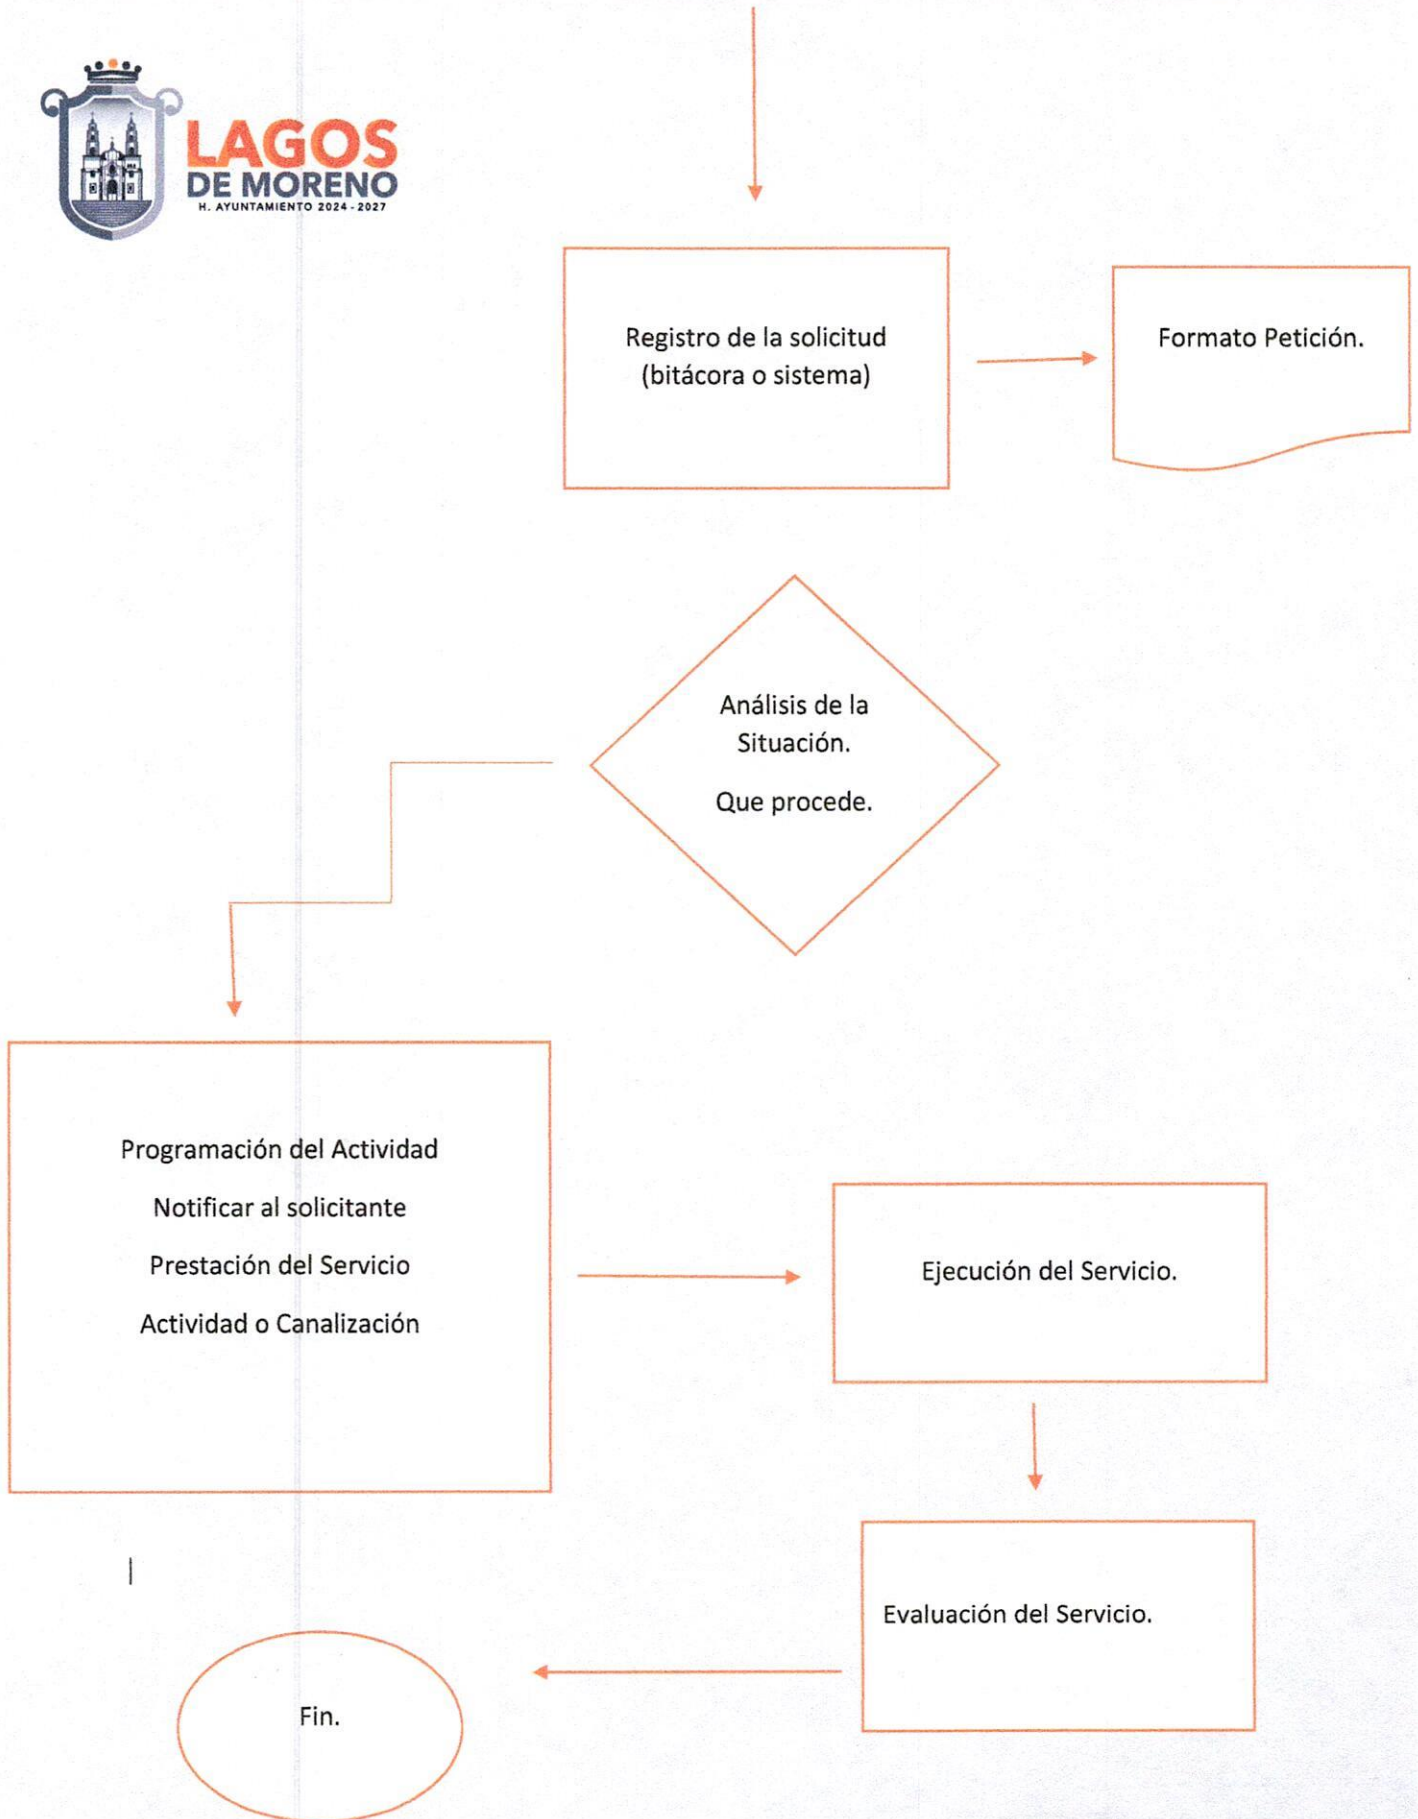 LAGOS
DE MORENO
H. AYUNTAMIENTO 2024 - 2027
Registro de la solicitud
(bitácora o sistema)
Formato Petición.
Análisis de la
Situación.
Que procede.
Programación del Actividad
Notificar al solicitante
Prestación del Servicio
Actividad o Canalización
Ejecución del Servicio.
Evaluación del Servicio.
Fin.